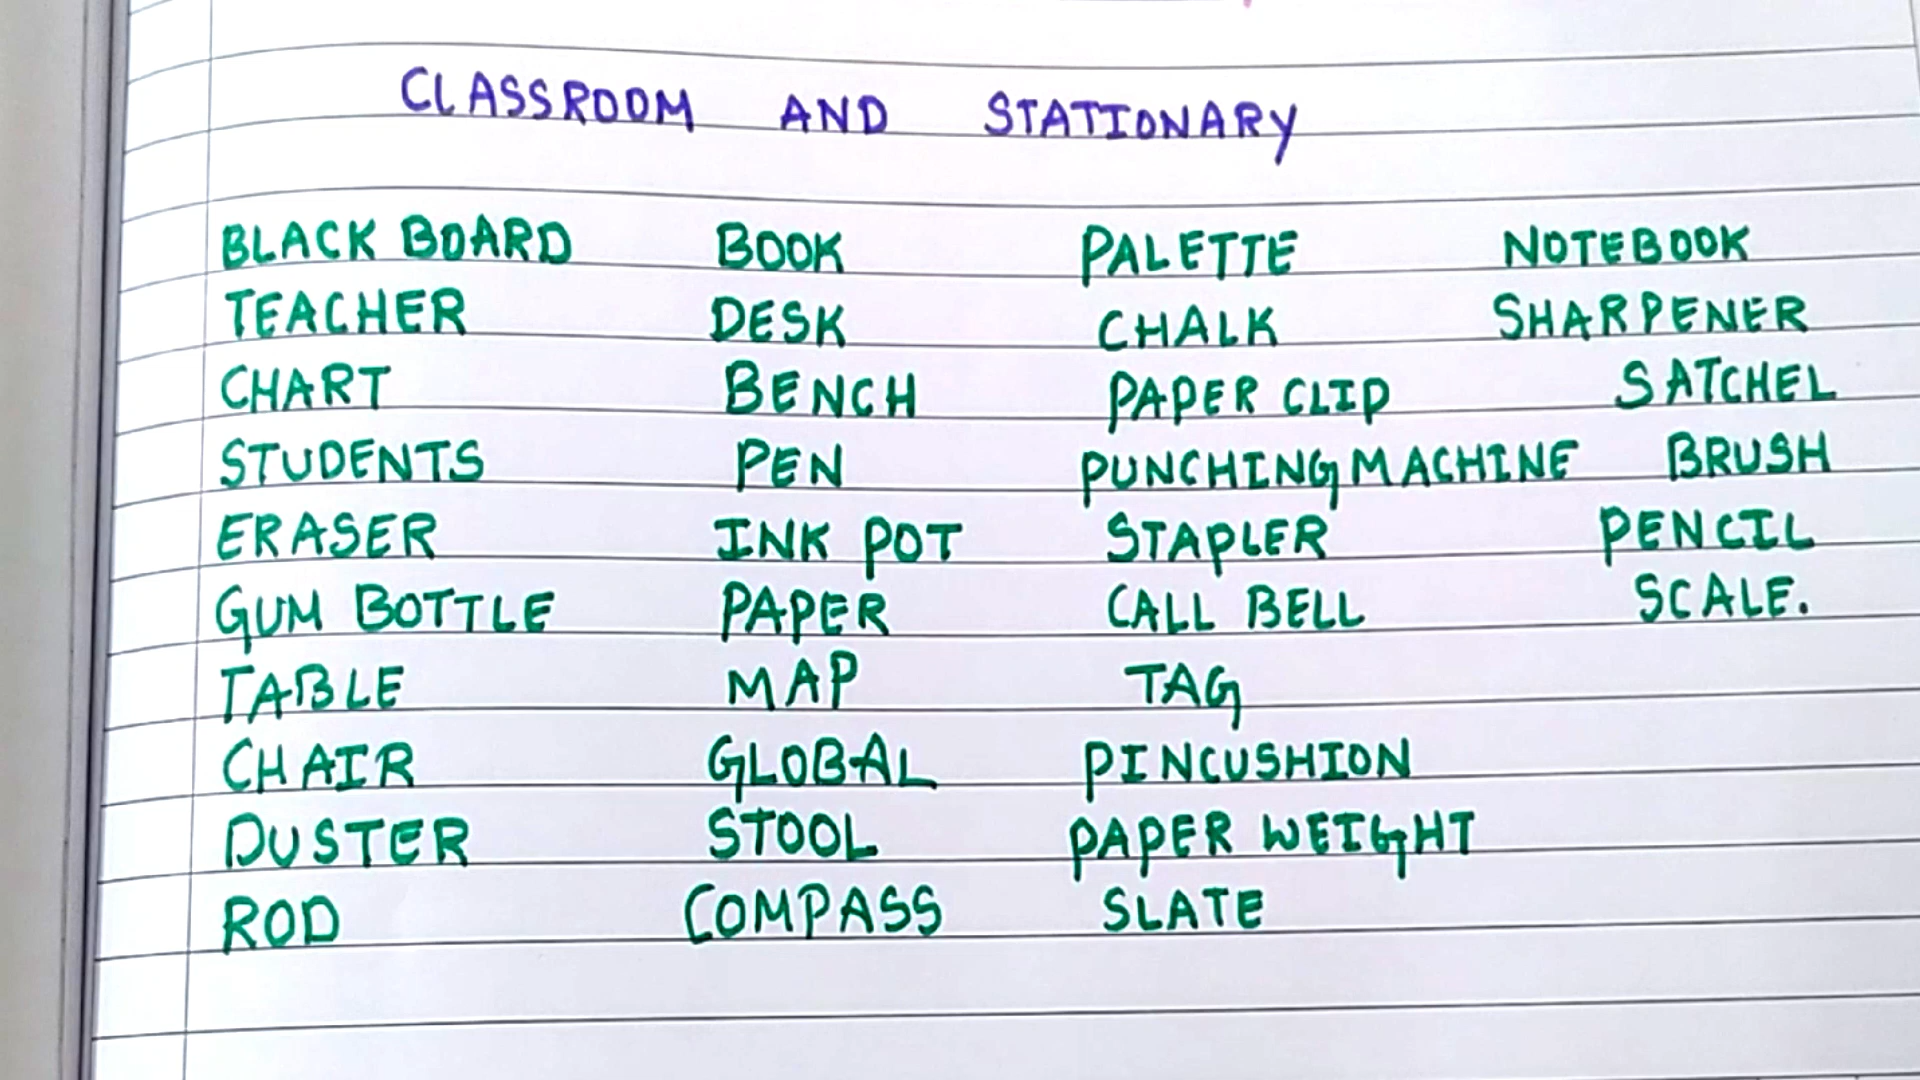 CLASSROOM AND STATIONARY
BLACK BOARD BOOK PALETTE NOTEBOOK
TEACHER DESK CHALK SHARPENER
CHART BENCH PAPER CLIP SATCHEL
STUDENTS PEN PUNCHING MACHINE BRUSH
ERASER INK POT STAPLER PENCIL
GUM BOTTLE PAPER CALL BELL SCALE.
TABLE MAP TAG
CHAIR GLOBAL PINCUSHION
DUSTER STOOL PAPER WEIGHT
ROD COMPASS SLATE